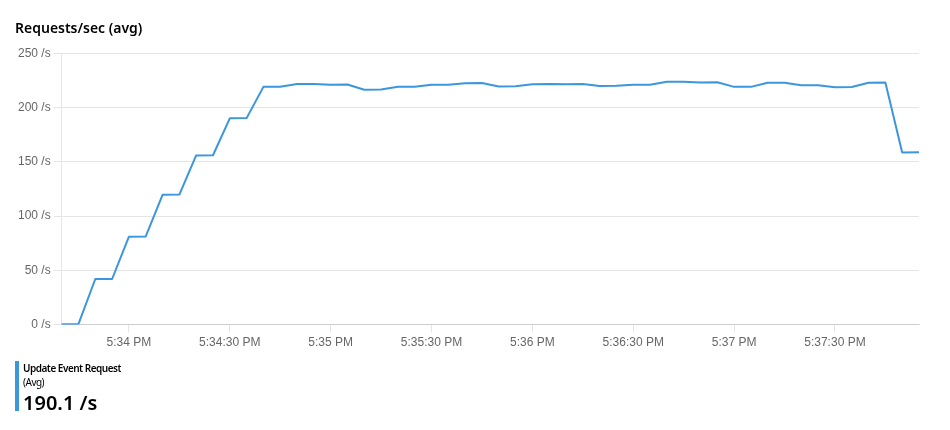 Requests/sec (avg)
250 /s
200 /s
150 /s
100 /s
50 /s
0 /s
5:34 PM 5:34:30 PM 5:35 PM 5:35:30 PM 5:36 PM 5:36:30 PM 5:37 PM 5:37:30 PM
Update Event Request
(Avg)
190.1 /s